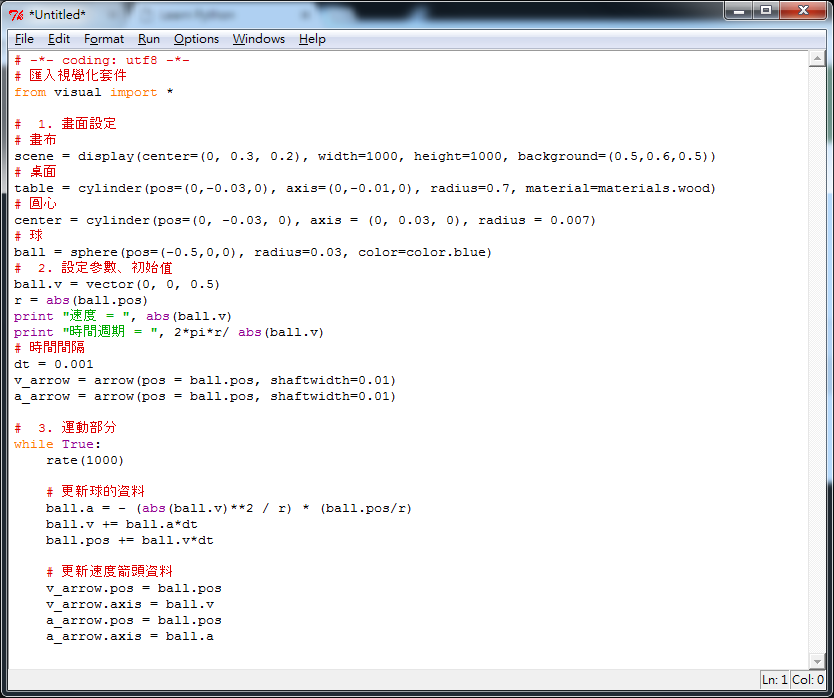 *Untitled*
File Edit Format Run Options Windows Help
# -*- coding: utf8 -*-
# 匯入視覺化套件
from visual import *
#  1. 畫面設定
# 畫布
scene = display(center=(0, 0.3, 0.2), width=1000, height=1000, background=(0.5,0.6,0.5))
# 桌面
table = cylinder(pos=(0,-0.03,0), axis=(0,-0.01,0), radius=0.7, material=materials.wood)
# 圓心
center = cylinder(pos=(0, -0.03, 0), axis = (0, 0.03, 0), radius = 0.007)
# 球
ball = sphere(pos=(-0.5,0,0), radius=0.03, color=color.blue)
#  2. 設定參數、初始值
ball.v = vector(0, 0, 0.5)
r = abs(ball.pos)
print "速度 = ", abs(ball.v)
print "時間週期 = ", 2*pi*r/ abs(ball.v)
# 時間間隔
dt = 0.001
v_arrow = arrow(pos = ball.pos, shaftwidth=0.01)
a_arrow = arrow(pos = ball.pos, shaftwidth=0.01)
#  3. 運動部分
while True:
    rate(1000)
    # 更新球的資料
    ball.a = - (abs(ball.v)**2 / r) * (ball.pos/r)
    ball.v += ball.a*dt
    ball.pos += ball.v*dt
    # 更新速度箭頭資料
    v_arrow.pos = ball.pos
    v_arrow.axis = ball.v
    a_arrow.pos = ball.pos
    a_arrow.axis = ball.a
Ln: 1 Col: 0